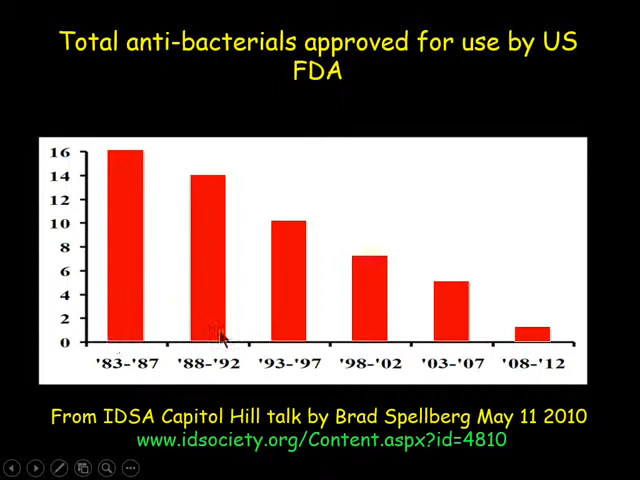 Total anti-bacterials approved for use by US
FDA
16
14
12
10
8
6
4
2
0
'83-'87 '88-'92 '93-'97 '98-'02 '03-'07 '08-'12
From IDSA Capitol Hill talk by Brad Spellberg May 11 2010
www.idsociety.org/Content.aspx?id=4810